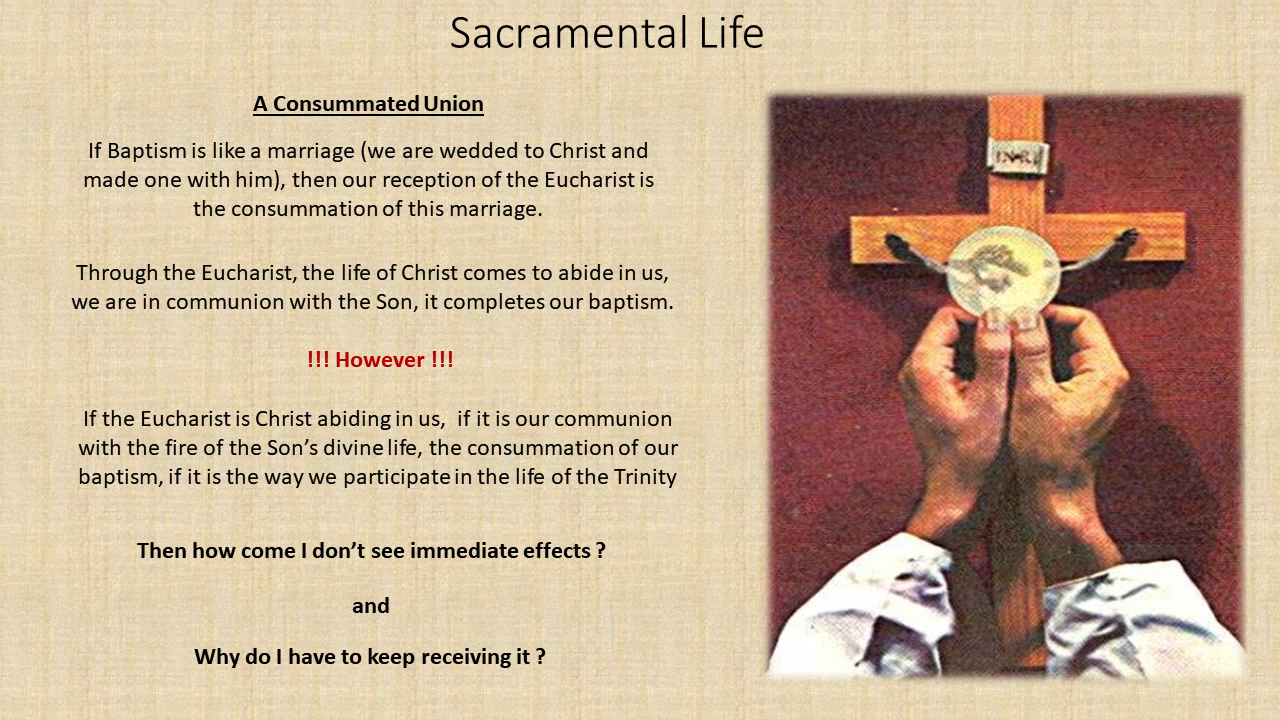 Sacramental Life
A Consummated Union
If Baptism is like a marriage (we are wedded to Christ and
made one with him), then our reception of the Eucharist is
the consummation of this marriage.
Through the Eucharist, the life of Christ comes to abide in us,
we are in communion with the Son, it completes our baptism.
!!! However !!!
If the Eucharist is Christ abiding in us,  if it is our communion
with the fire of the Son’s divine life, the consummation of our
baptism, if it is the way we participate in the life of the Trinity
Then how come I don’t see immediate effects ?
and
Why do I have to keep receiving it ?
INRI